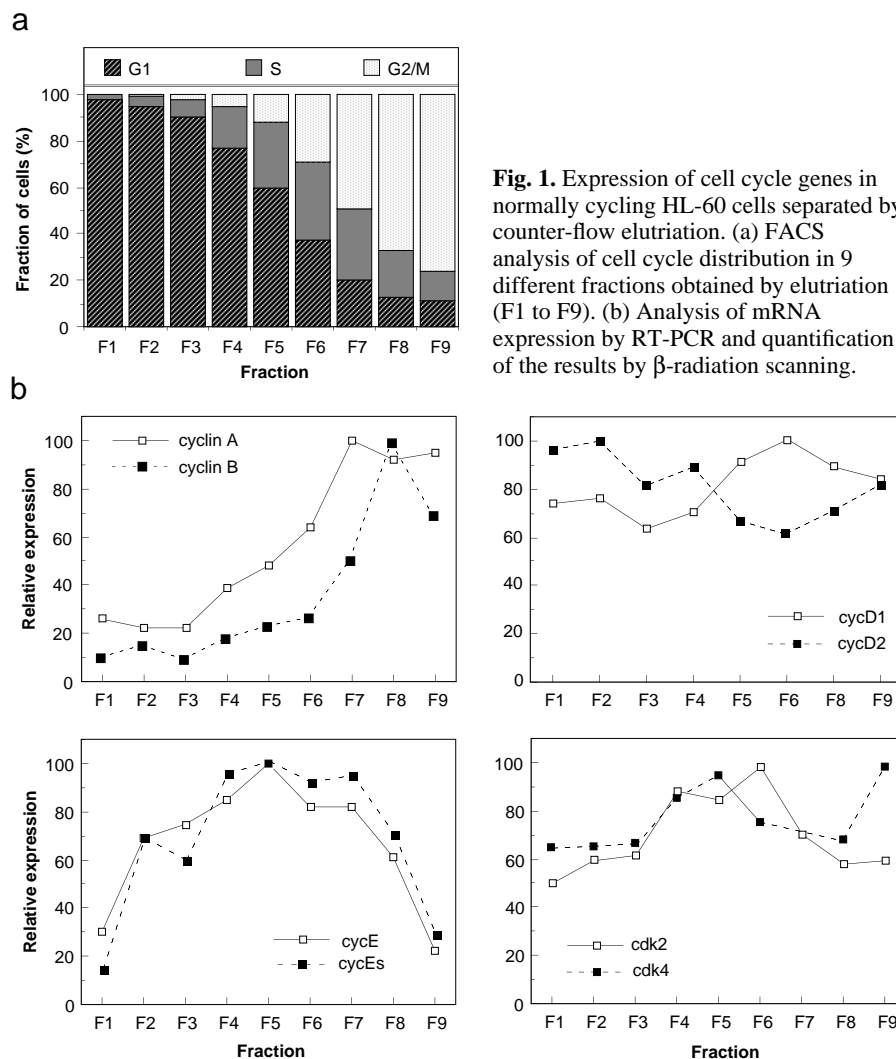 a
G1 S G2/M
100
80
60
40
20
0
Fraction of cells (%)
F1 F2 F3 F4 F5 F6 F7 F8 F9
Fraction
Fig. 1. Expression of cell cycle genes in
normally cycling HL-60 cells separated by
counter-flow elutriation. (a) FACS
analysis of cell cycle distribution in 9
different fractions obtained by elutriation
(F1 to F9). (b) Analysis of mRNA
expression by RT-PCR and quantification
of the results by β-radiation scanning.
b
cyclin A
cyclin B
100
80
60
40
20
0
Relative expression
F1 F2 F3 F4 F5 F6 F7 F8 F9
100
80
60
40
20
0
cycD1
cycD2
F1 F2 F3 F4 F5 F6 F8 F9
100
80
60
40
20
0
Relative expression
cycE
cycEs
F1 F2 F3 F4 F5 F6 F7 F8 F9
Fraction
100
80
60
40
20
0
cdk2
cdk4
F1 F2 F3 F4 F5 F6 F7 F8 F9
Fraction